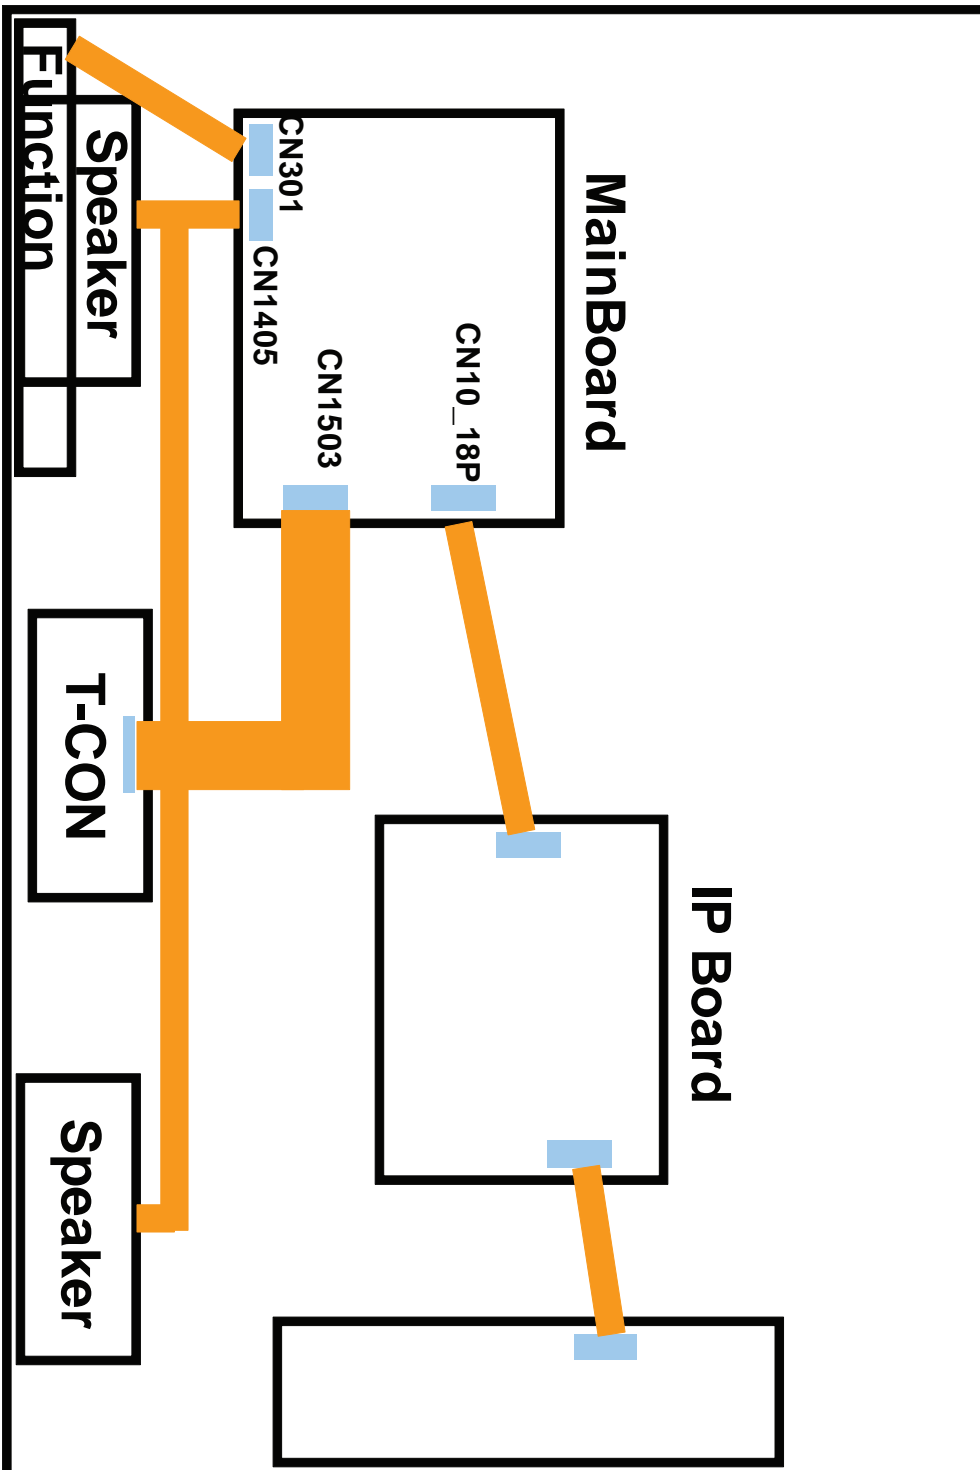 IP Board
MainBoard
CN10_18P
CN1503
CN301
CN1405
Speaker
Function
T-CON
Speaker